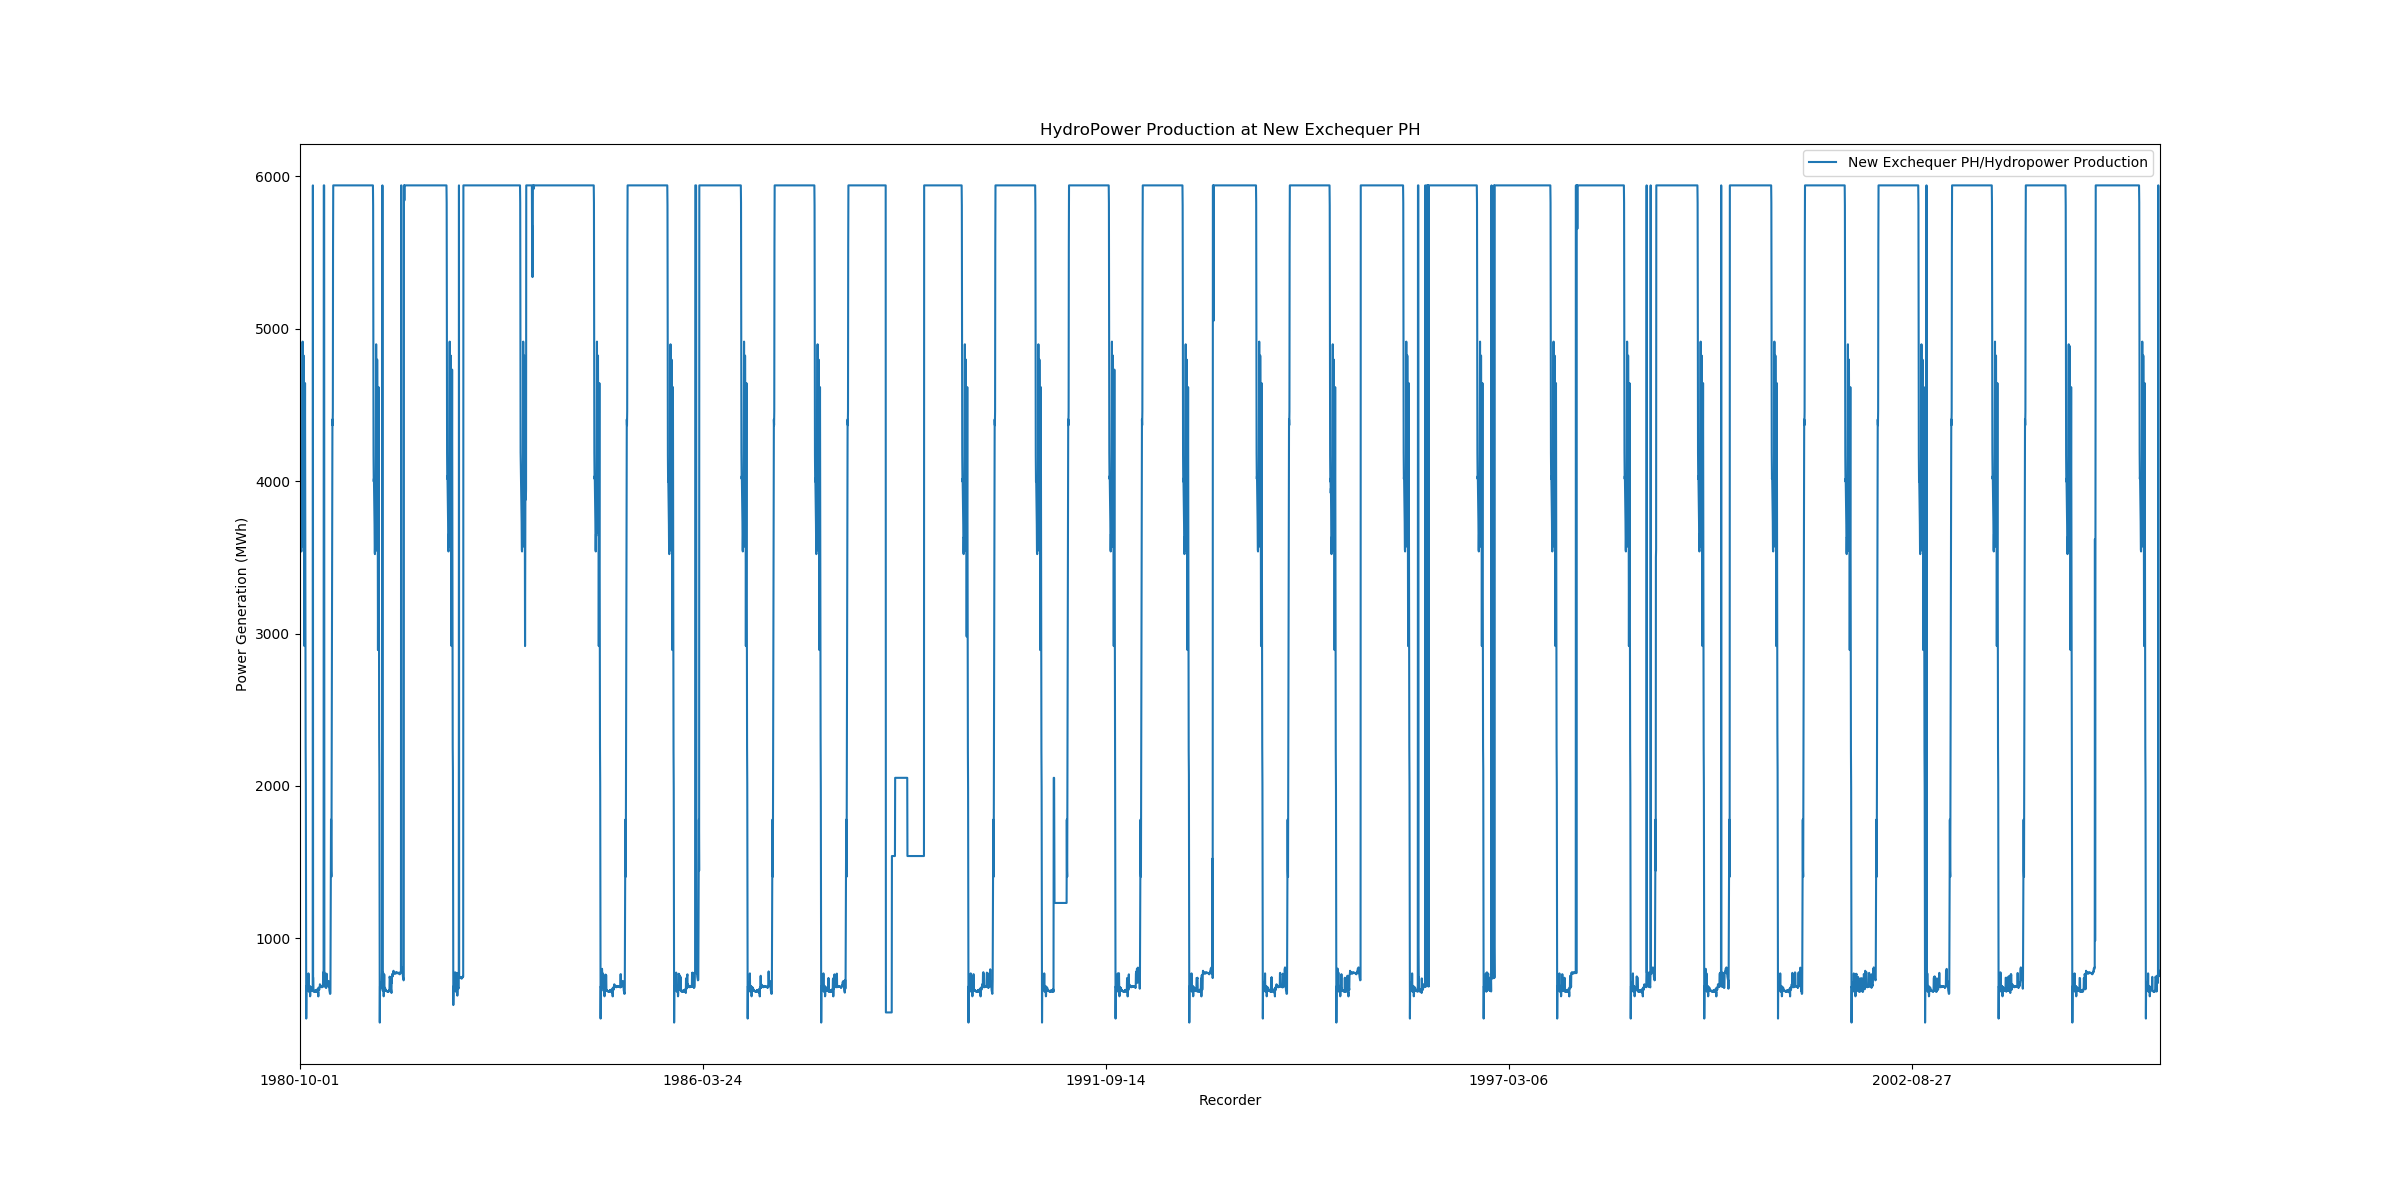 HydroPower Production at New Exchequer PH
New Exchequer PH/Hydropower Production
6000
5000
4000
3000
2000
1000
Power Generation (MWh)
1980-10-01
1986-03-24
1991-09-14
1997-03-06
2002-08-27
Recorder